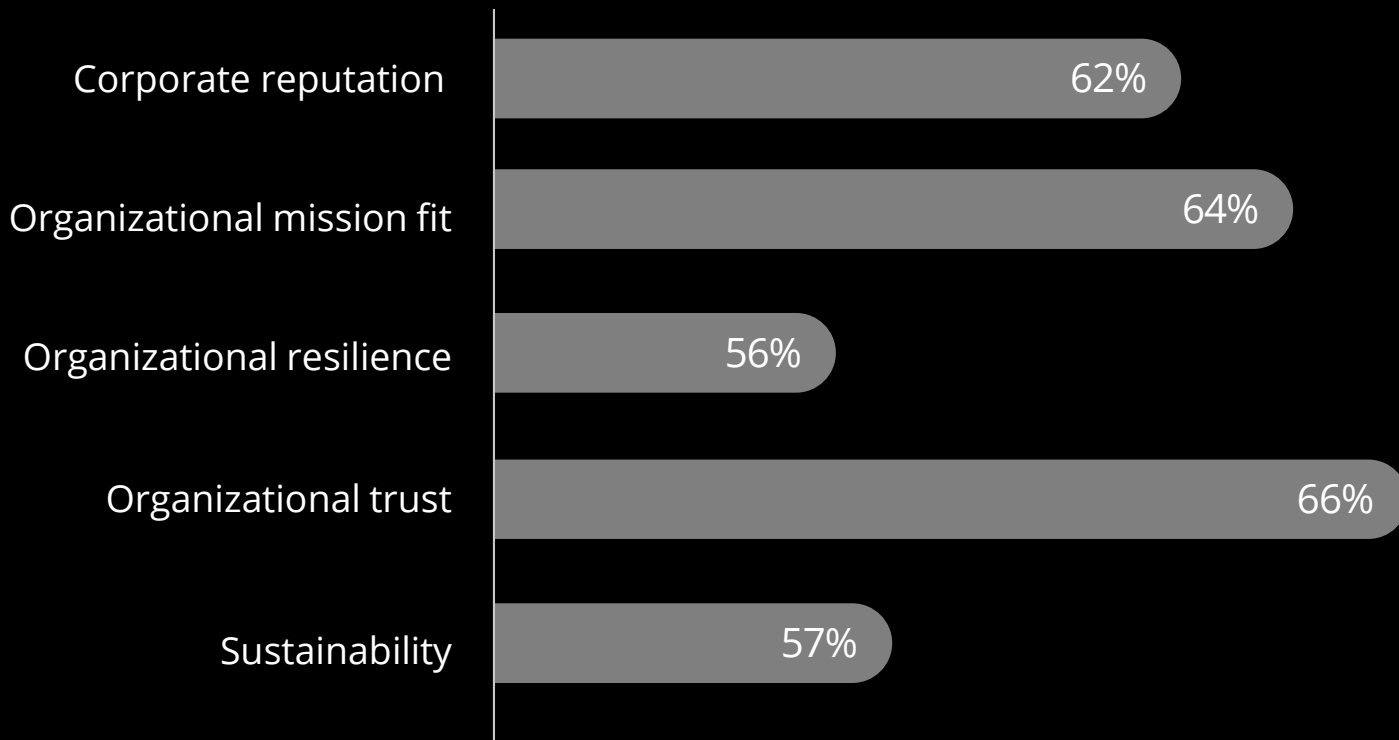 Corporate reputation
62%
Organizational mission fit
64%
Organizational resilience
56%
Organizational trust
66%
Sustainability
57%